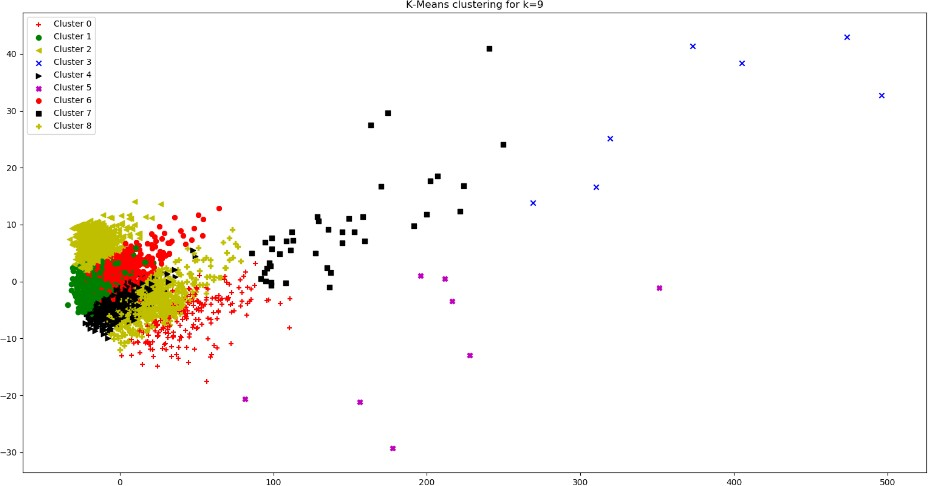 K-Means clustering for k=9
Cluster 0
Cluster 1
Cluster 2
Cluster 3
Cluster 4
Cluster 5
Cluster 6
Cluster 7
Cluster 8
40
30
20
10
0
−10
−20
−30
0 100 200 300 400 500